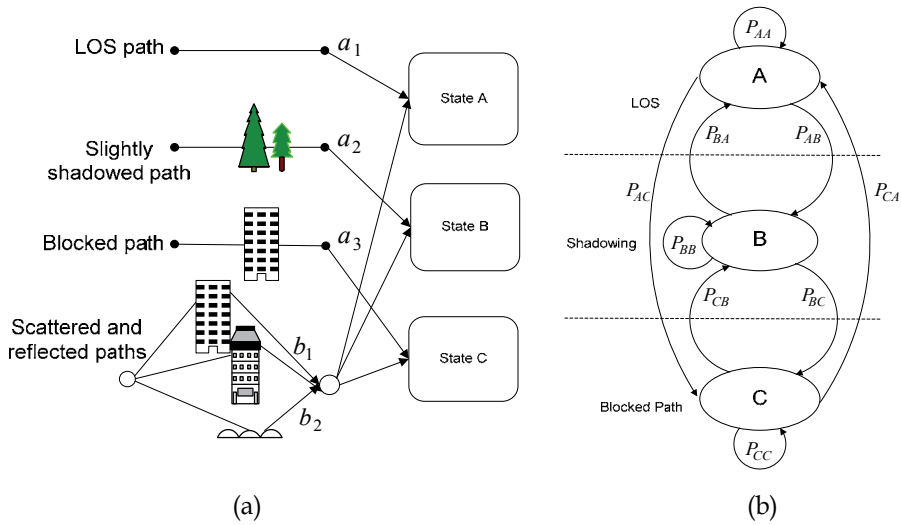 LOS path
a1
State A
Slightly
shadowed path
a2
State B
Blocked path
a3
Scattered and
reflected paths
b1
b2
State C
(a)
PAA
A
LOS
PBA
PAB
PAC
PCA
Shadowing
B
PBB
PCB
PBC
Blocked Path
C
PCC
(b)